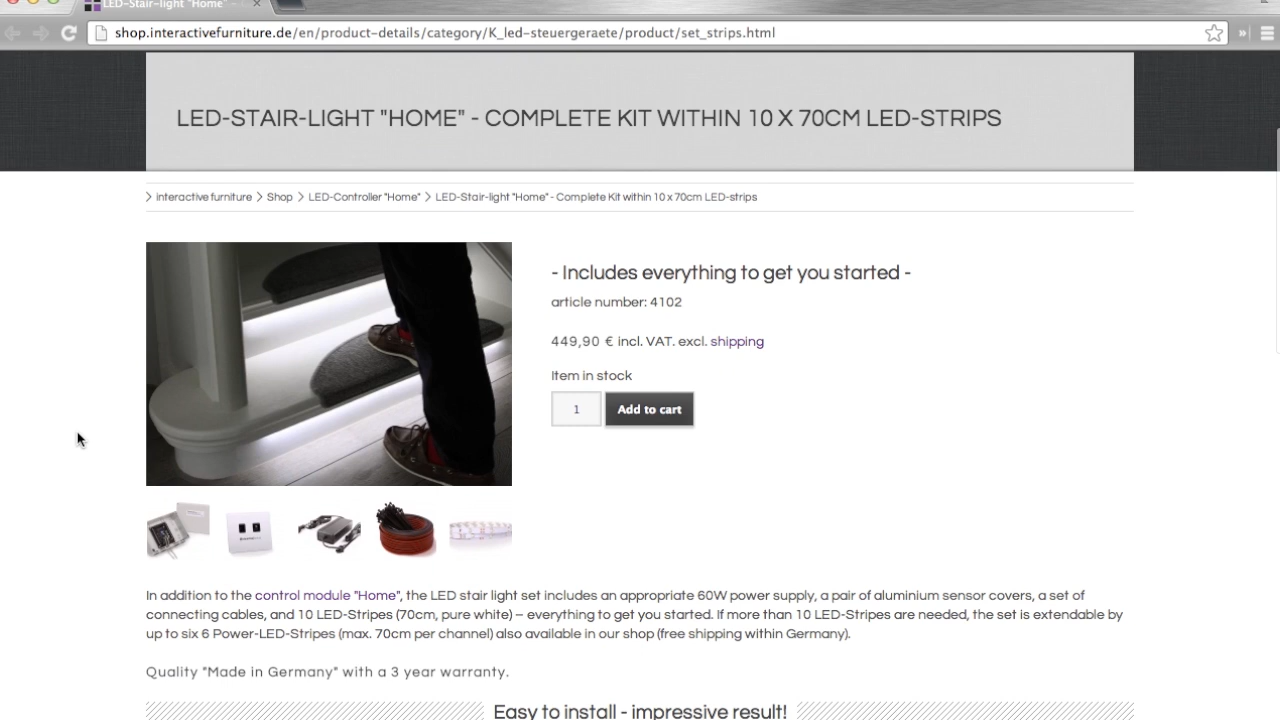 LED-Stair-light "Home" -
shop.interactivefurniture.de/en/product-details/category/K_led-steuergeraete/product/set_strips.html
LED-STAIR-LIGHT "HOME" - COMPLETE KIT WITHIN 10 X 70CM LED-STRIPS
interactive furniture > Shop > LED-Controller "Home" > LED-Stair-light "Home" - Complete Kit within 10 x 70cm LED-strips
- Includes everything to get you started -
article number: 4102
449,90 € incl. VAT. excl. shipping
Item in stock
1
Add to cart
In addition to the control module "Home", the LED stair light set includes an appropriate 60W power supply, a pair of aluminium sensor covers, a set of
connecting cables, and 10 LED-Stripes (70cm, pure white) – everything to get you started. If more than 10 LED-Stripes are needed, the set is extendable by
up to six 6 Power-LED-Stripes (max. 70cm per channel) also available in our shop (free shipping within Germany).
Quality "Made in Germany" with a 3 year warranty.
Easy to install - impressive result!